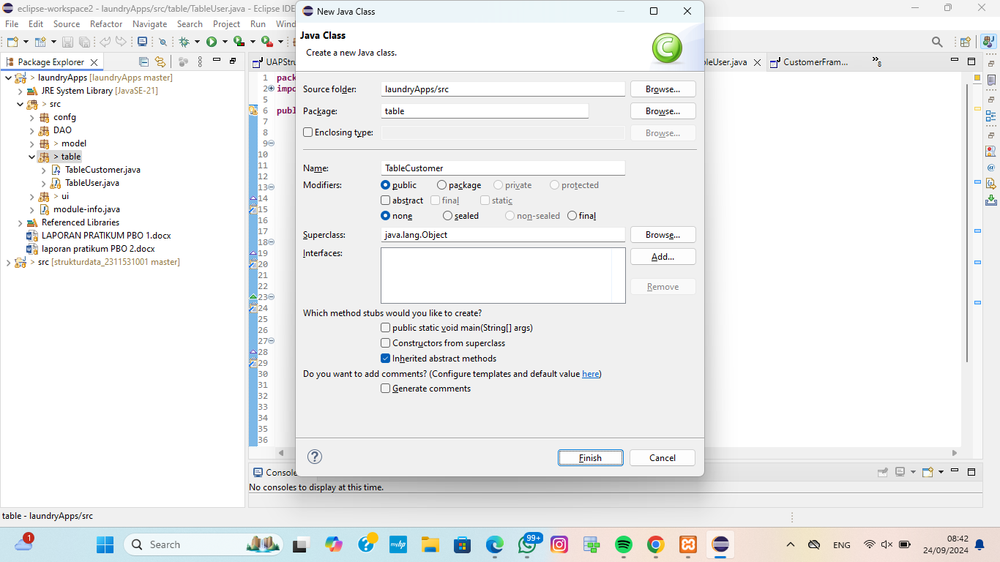 eclipse-workspace2 - laundryApps/src/table/TableUser.java - Eclipse IDE
File Edit Source Refactor Navigate Search Project Run Wind
Package Explorer
> laundryApps [laundryApps master]
JRE System Library [JavaSE-21]
> src
confg
DAO
> model
> table
TableCustomer.java
TableUser.java
> ui
module-info.java
Referenced Libraries
LAPORAN PRATIKUM PBO 1.docx
laporan pratikum PBO 2.docx
> src [strukturdata_2311531001 master]
UAPStru
bleUser.java
CustomerFram...
»8
1 pack
2 impo
5
6 publ
7
8
9
10
11
12
13
14
15
16
17
18
19
20
21
22
23
24
25
26
27
28
29
30
31
32
33
34
35
36
New Java Class
Java Class
Create a new Java class.
Source folder: laundryApps/src Browse...
Package: table Browse...
Enclosing type: Browse...
Name: TableCustomer
Modifiers: public package private protected
abstract final static
none sealed non-sealed final
Superclass: java.lang.Object Browse...
Interfaces: Add...
Remove
Which method stubs would you like to create?
public static void main(String[] args)
Constructors from superclass
Inherited abstract methods
Do you want to add comments? (Configure templates and default value here)
Generate comments
Finish Cancel
Console
No consoles to display at this time.
table - laundryApps/src
1
Search
myhp
99+
ENG
08:42
24/09/2024